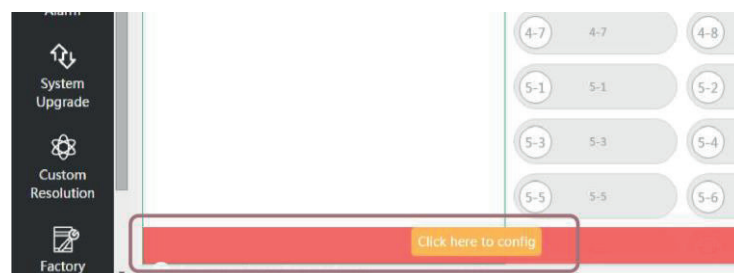 Alarm
System
Upgrade
Custom
Resolution
Factory
4-7 4-7 4-8
5-1 5-1 5-2
5-3 5-3 5-4
5-5 5-5 5-6
Click here to config